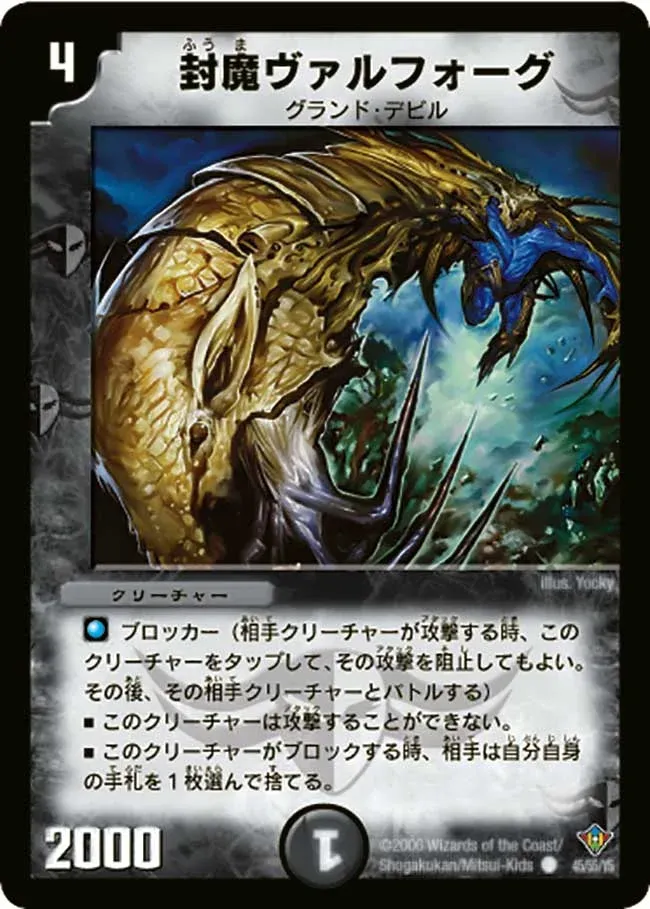 4
ふうま
封魔ヴァルフォーグ
グランド・デビル
illus. Yocky
クリーチャー
ブロッカー（相手クリーチャーが攻撃する時、この
クリーチャーをタップして、その攻撃を阻止してもよい。
その後、その相手クリーチャーとバトルする）
■ このクリーチャーは攻撃することができない。
■ このクリーチャーがブロックする時、相手は自分自身
の手札を1枚選んで捨てる。
2000
1
©2006 Wizards of the Coast/
Shogakukan/Mitsui-Kids
45/55/Y5